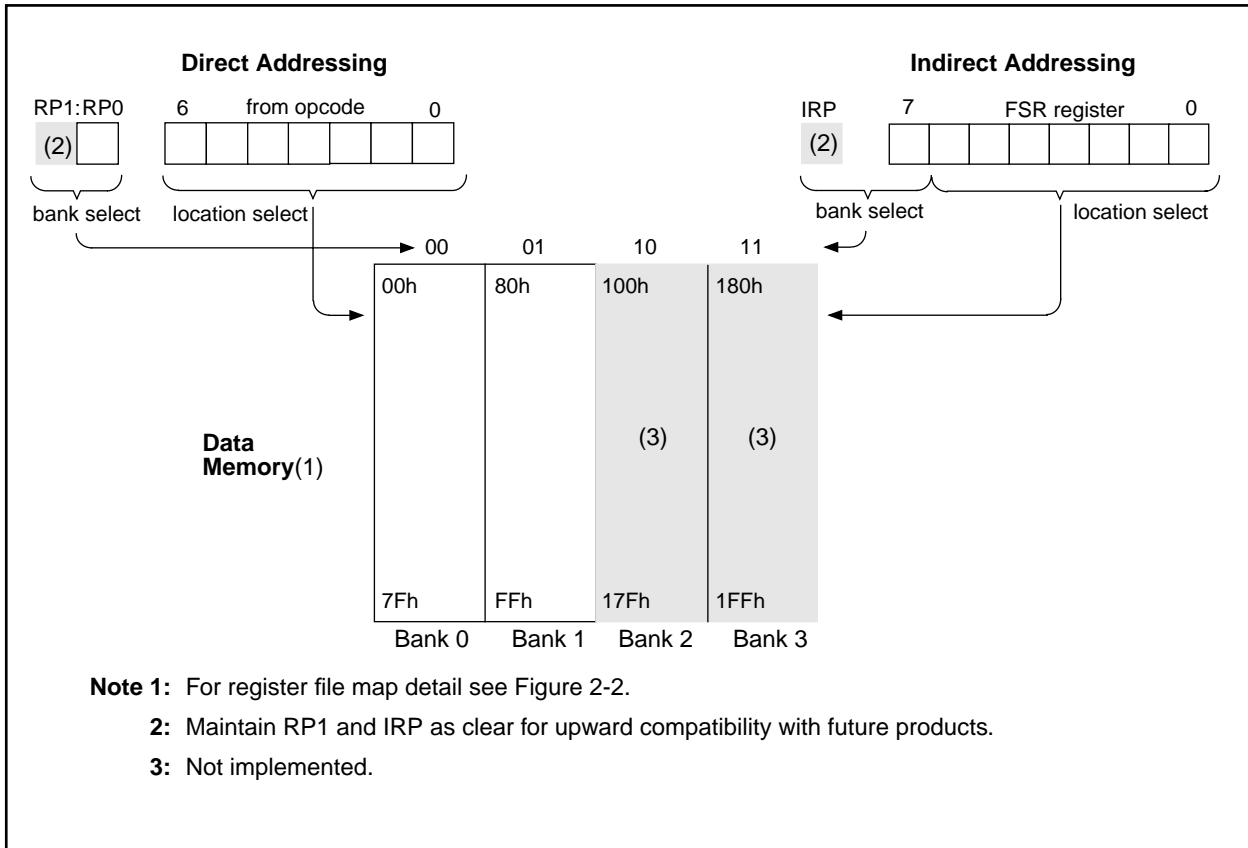 Direct Addressing
Indirect Addressing
RP1:RP0 6 from opcode 0
IRP 7 FSR register 0
(2)
(2)
bank select location select
bank select location select
00 01 10 11
00h 80h 100h 180h
(3) (3)
Data
Memory(1)
7Fh FFh 17Fh 1FFh
Bank 0 Bank 1 Bank 2 Bank 3
Note 1: For register file map detail see Figure 2-2.
2: Maintain RP1 and IRP as clear for upward compatibility with future products.
3: Not implemented.